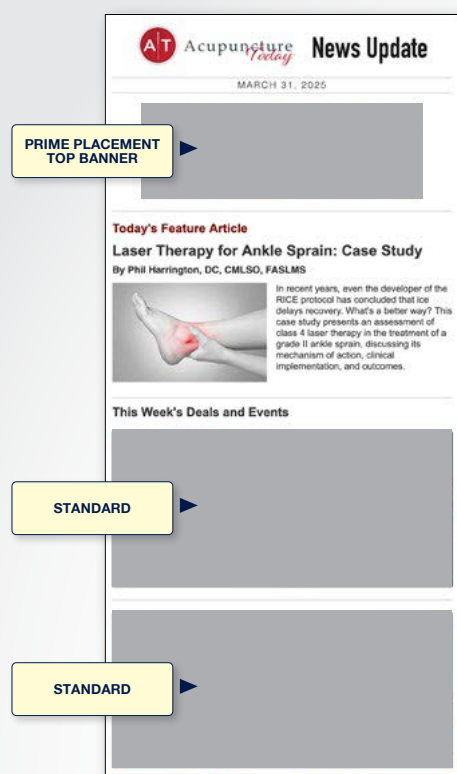 A T Acupuncture Today News Update
MARCH 31, 2025
PRIME PLACEMENT
TOP BANNER
Today's Feature Article
Laser Therapy for Ankle Sprain: Case Study
By Phil Harrington, DC, CMLSO, FASLMS
In recent years, even the developer of the
RICE protocol has concluded that ice
delays recovery. What's a better way? This
case study presents an assessment of
class 4 laser therapy in the treatment of a
grade II ankle sprain, discussing its
mechanism of action, clinical
implementation, and outcomes.
This Week's Deals and Events
STANDARD
STANDARD